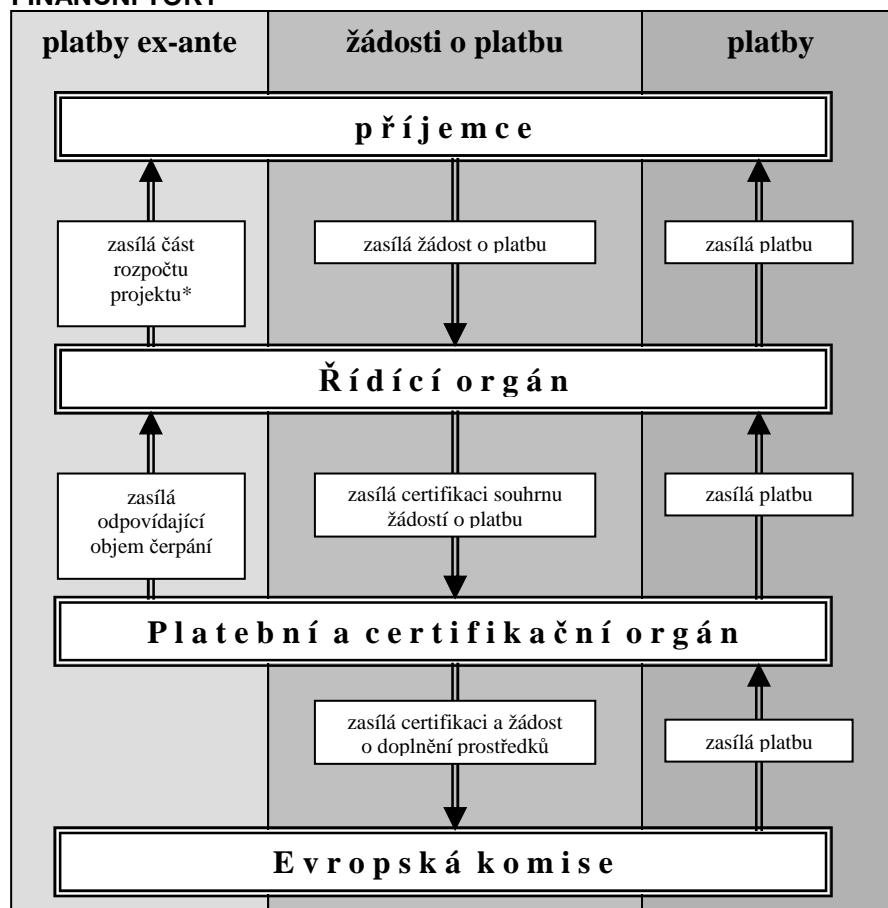 FINANČNÍ TOKY
platby ex-ante žádosti o platbu platby
příjemce
zasílá část
rozpočtu
projektu*
zasílá žádost o platbu
zasílá platbu
Řídící orgán
zasílá
odpovídající
objem čerpání
zasílá certifikaci souhrnu
žádostí o platbu
zasílá platbu
Platební a certifikační orgán
zasílá certifikaci a žádost
o doplnění prostředků
zasílá platbu
Evropská komise